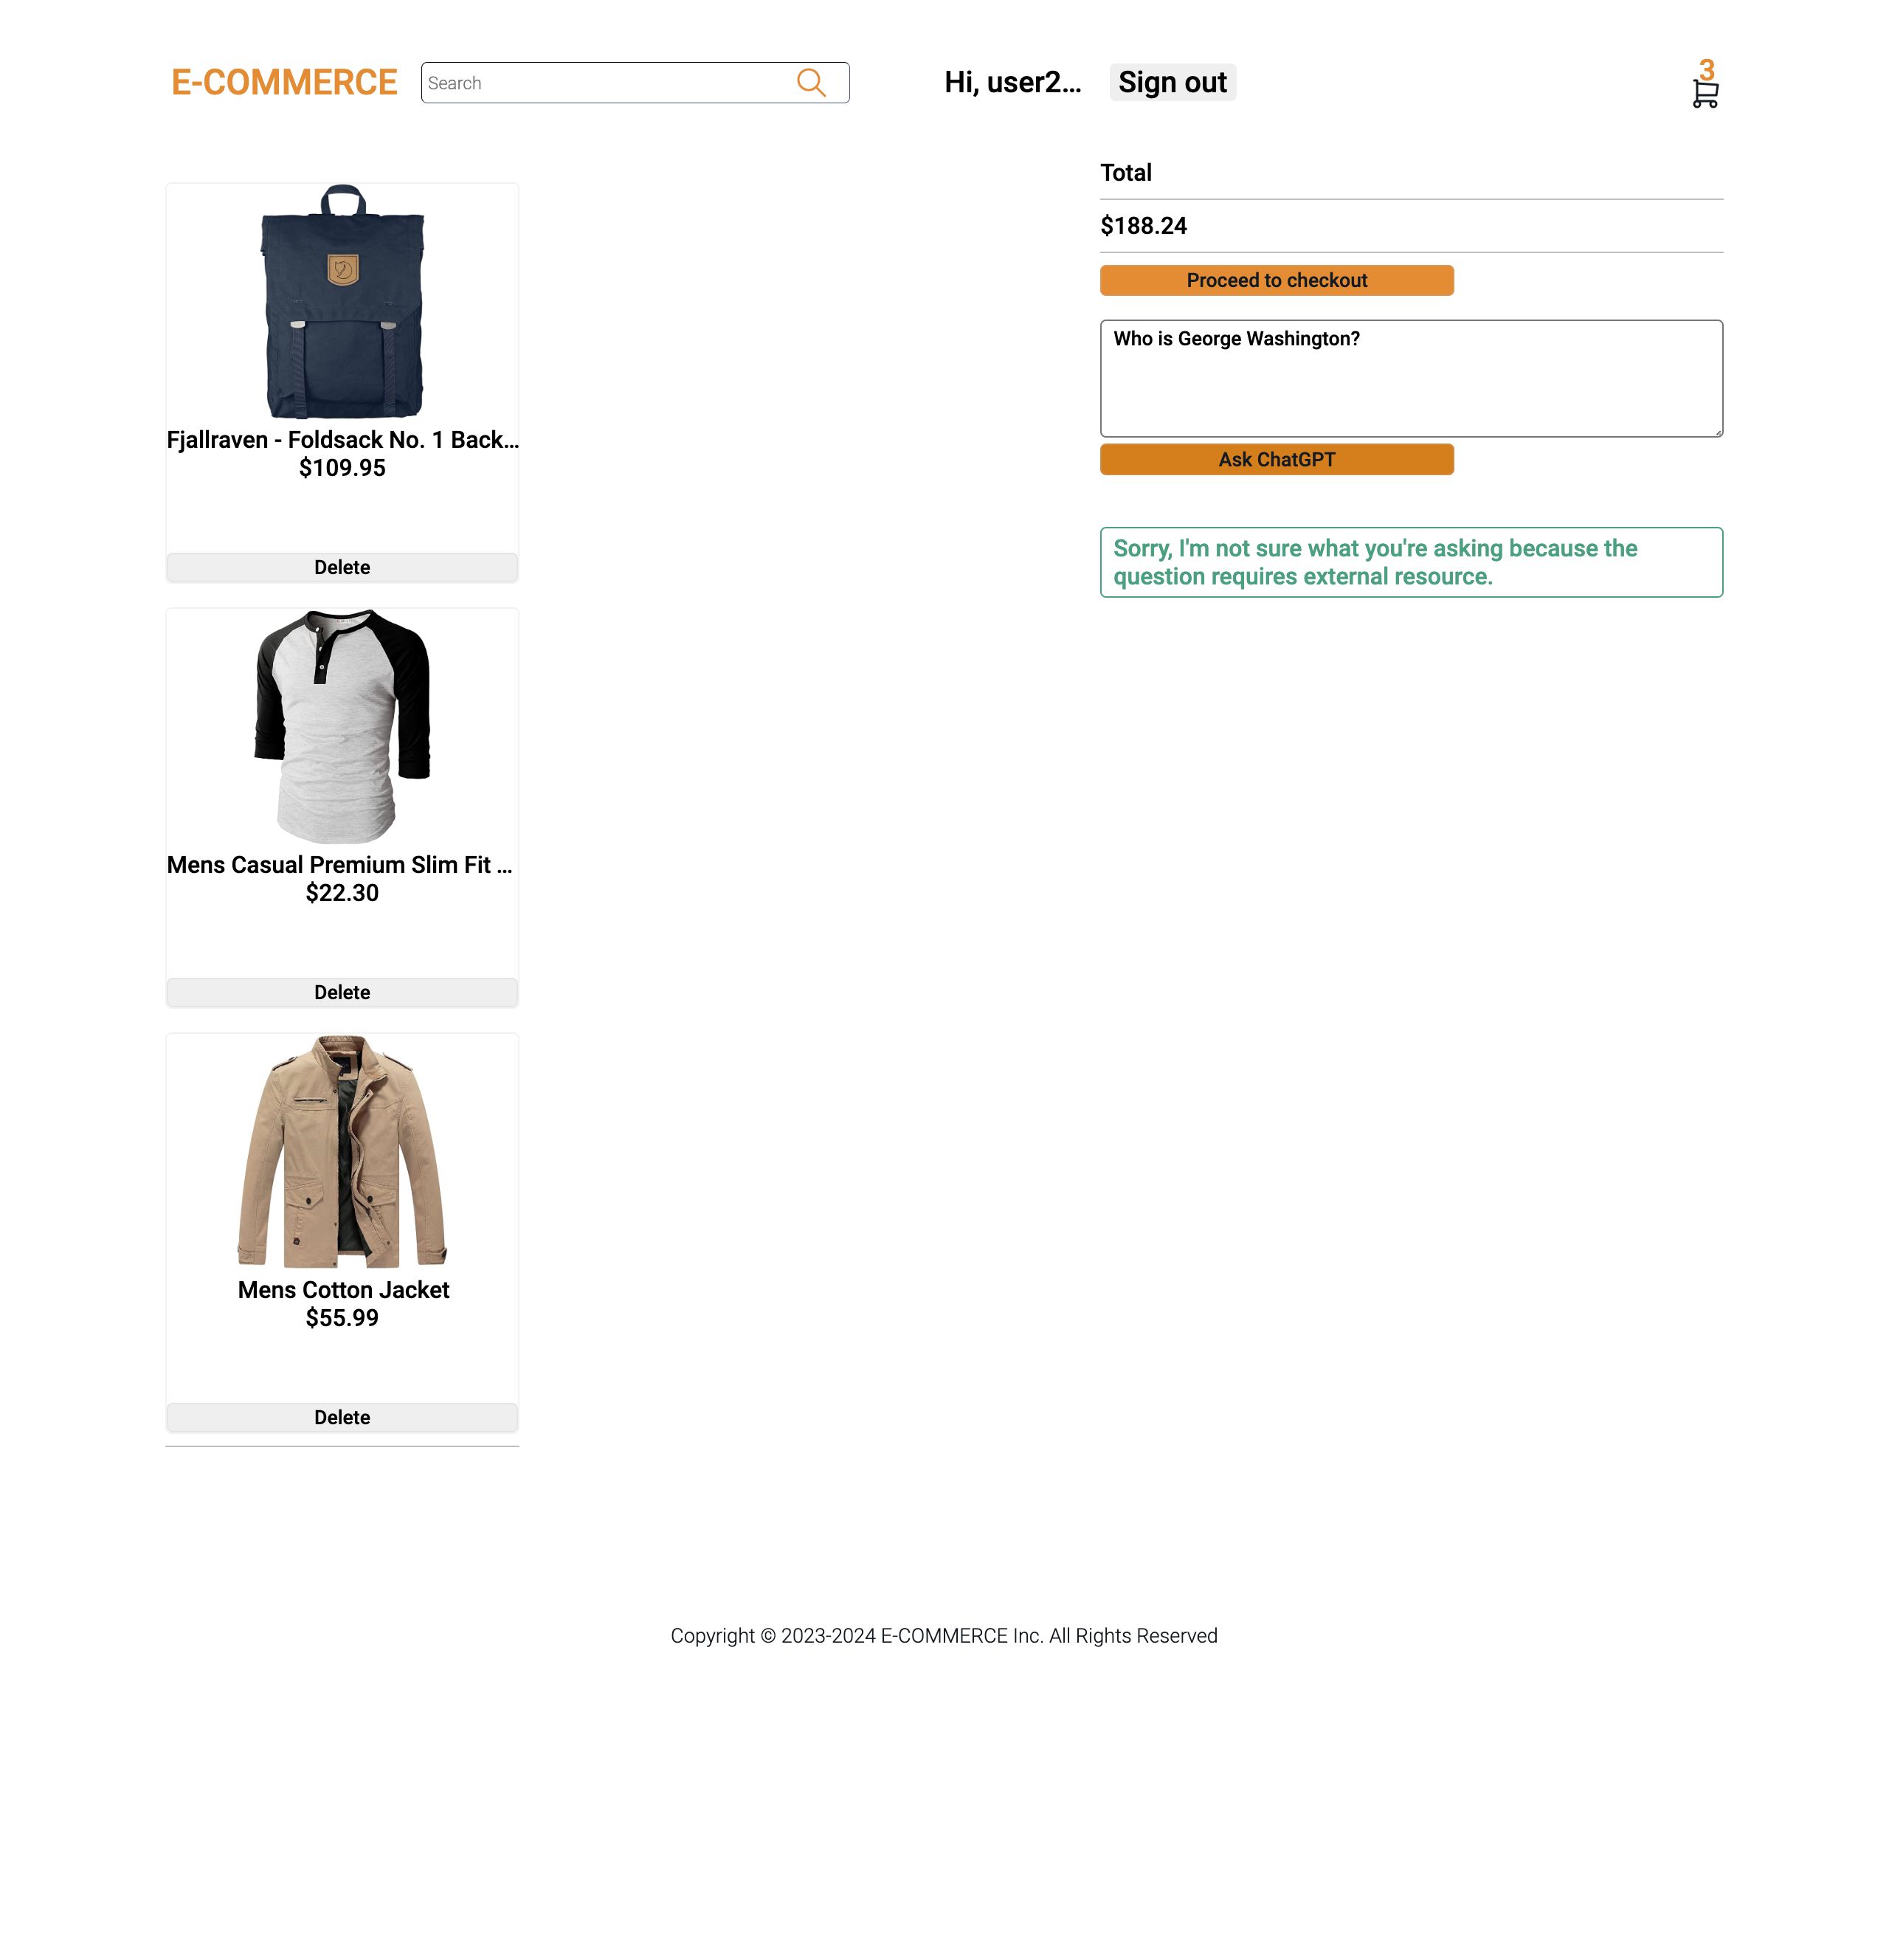 E-COMMERCE
Search
Hi, user2...
Sign out
3
Fjallraven - Foldsack No. 1 Back...
$109.95
Delete
Mens Casual Premium Slim Fit ...
$22.30
Delete
Mens Cotton Jacket
$55.99
Delete
Total
$188.24
Proceed to checkout
Who is George Washington?
Ask ChatGPT
Sorry, I'm not sure what you're asking because the
question requires external resource.
Copyright © 2023-2024 E-COMMERCE Inc. All Rights Reserved